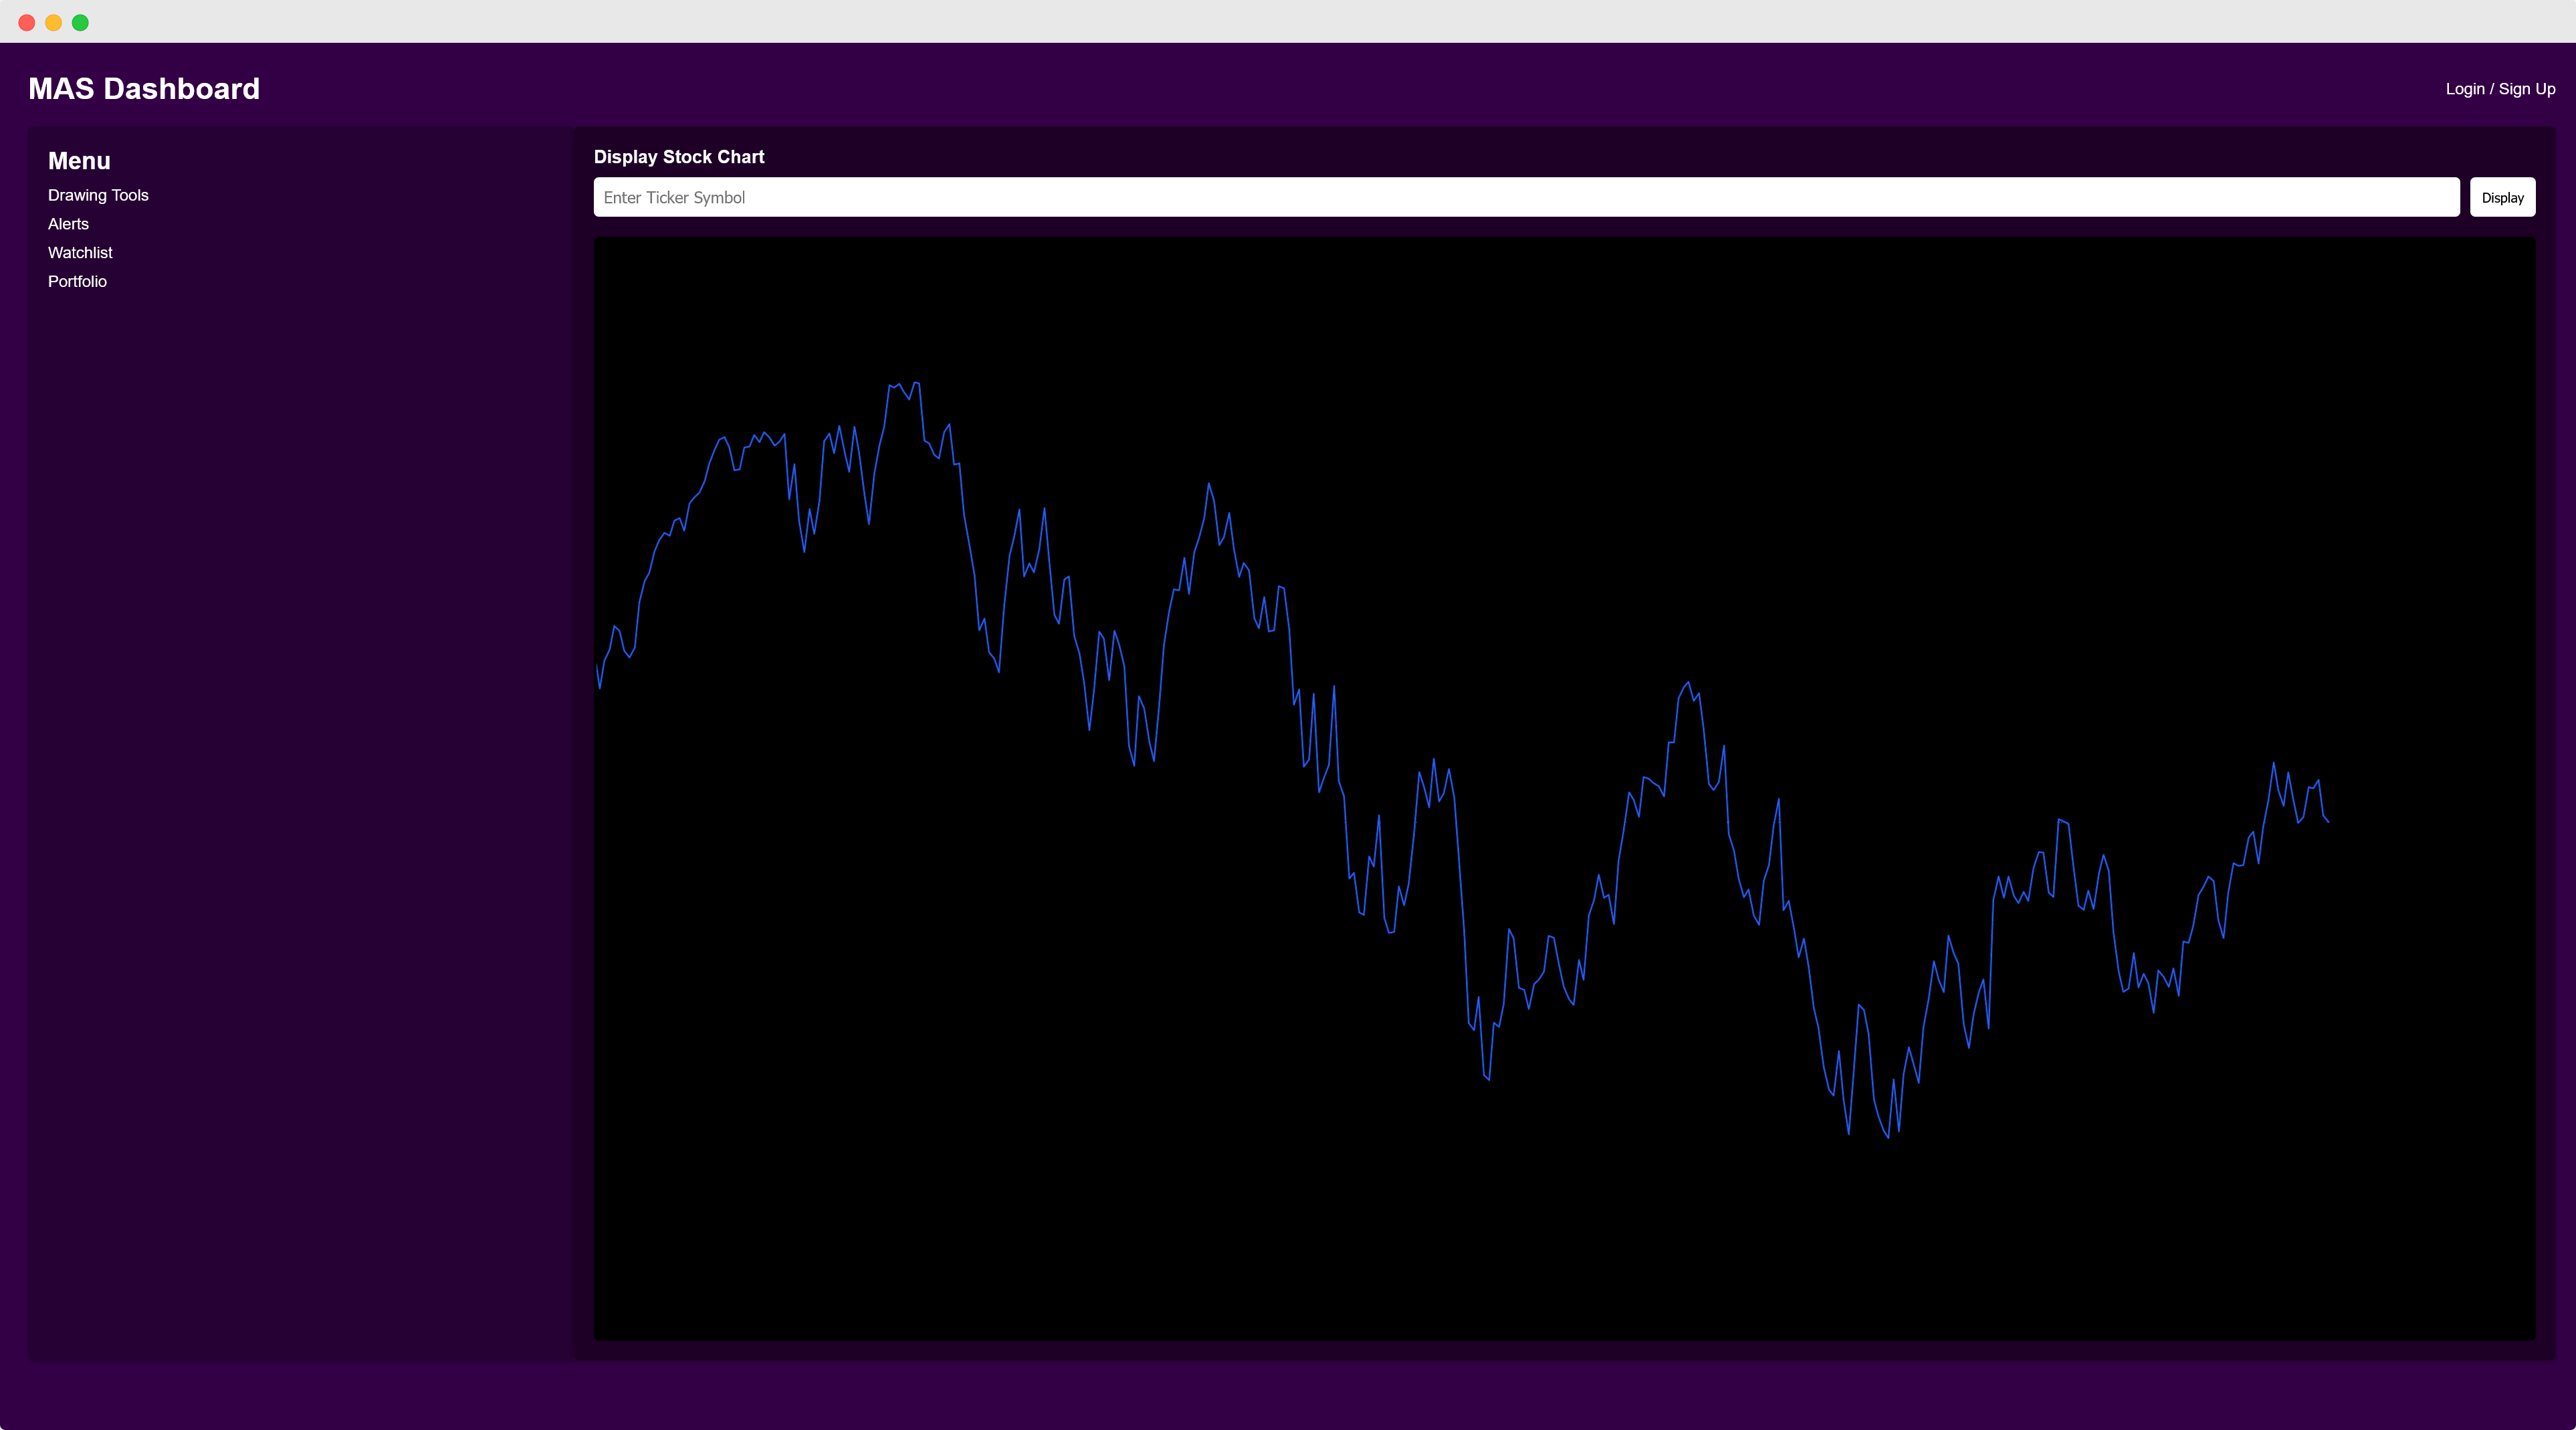 MAS Dashboard
Login / Sign Up
Menu
Drawing Tools
Alerts
Watchlist
Portfolio
Display Stock Chart
Enter Ticker Symbol
Display